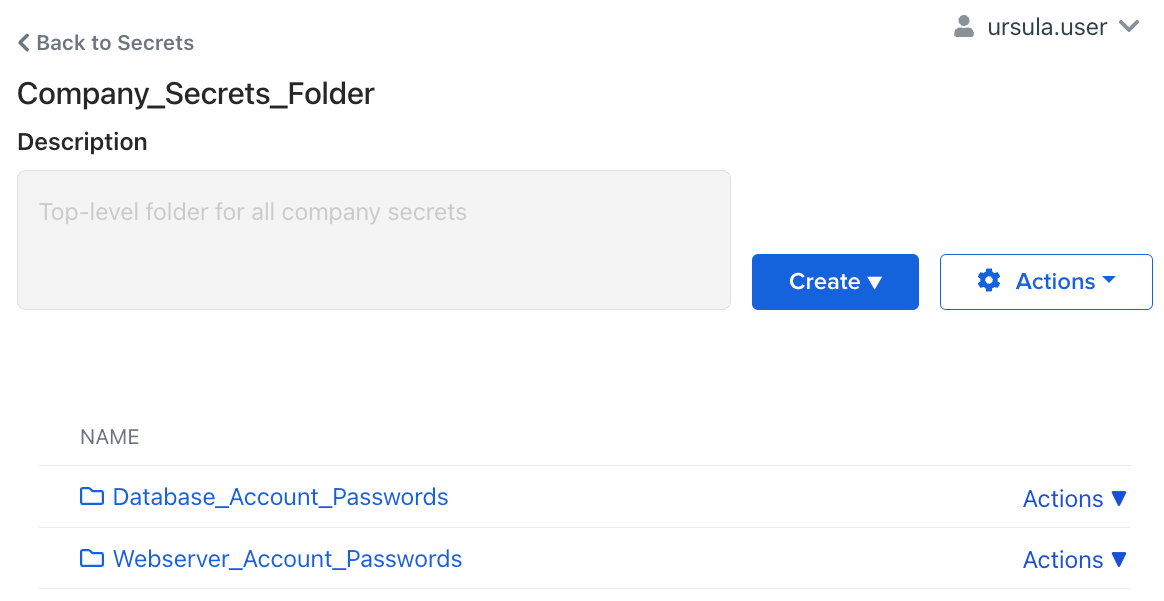 ursula.user
Back to Secrets
Company_Secrets_Folder
Description
Top-level folder for all company secrets
Create ▼
Actions
NAME
Database_Account_Passwords Actions ▼
Webserver_Account_Passwords Actions ▼